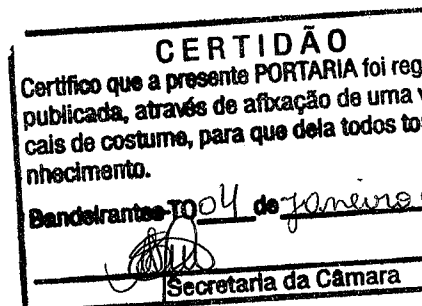 CERTIDÃO
Certifico que a presente PORTARIA foi reg
publicada, através de afixação de uma v
cais de costume, para que dela todos to
nhecimento.
Bandeirantes-TO 04 de janeiro
Secretaria da Câmara